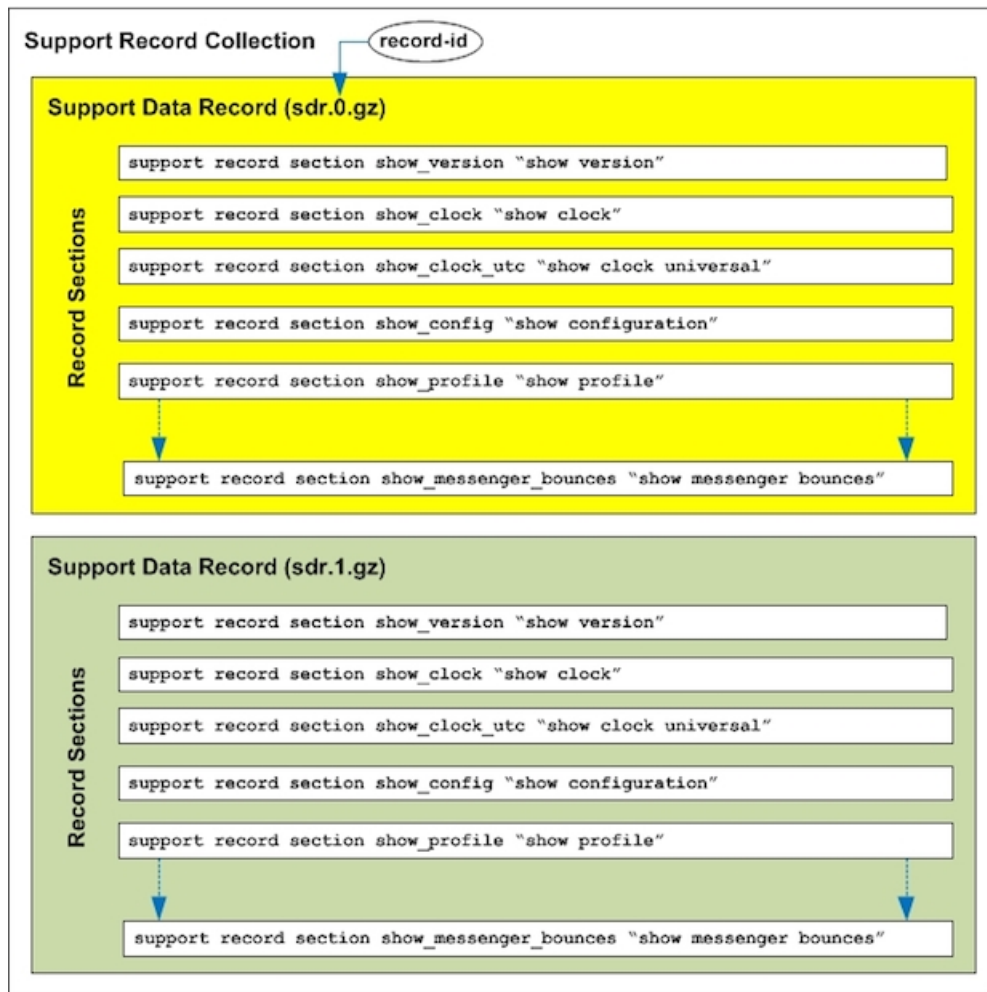 Support Record Collection
record-id
Support Data Record (sdr.0.gz)
Record Sections
support record section show_version “show version”
support record section show_clock “show clock”
support record section show_clock_utc “show clock universal”
support record section show_config “show configuration”
support record section show_profile “show profile”
support record section show_messenger_bounces “show messenger bounces”
Support Data Record (sdr.1.gz)
Record Sections
support record section show_version “show version”
support record section show_clock “show clock”
support record section show_clock_utc “show clock universal”
support record section show_config “show configuration”
support record section show_profile “show profile”
support record section show_messenger_bounces “show messenger bounces”